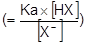 (= Ka×[HX] / [X⁻] )